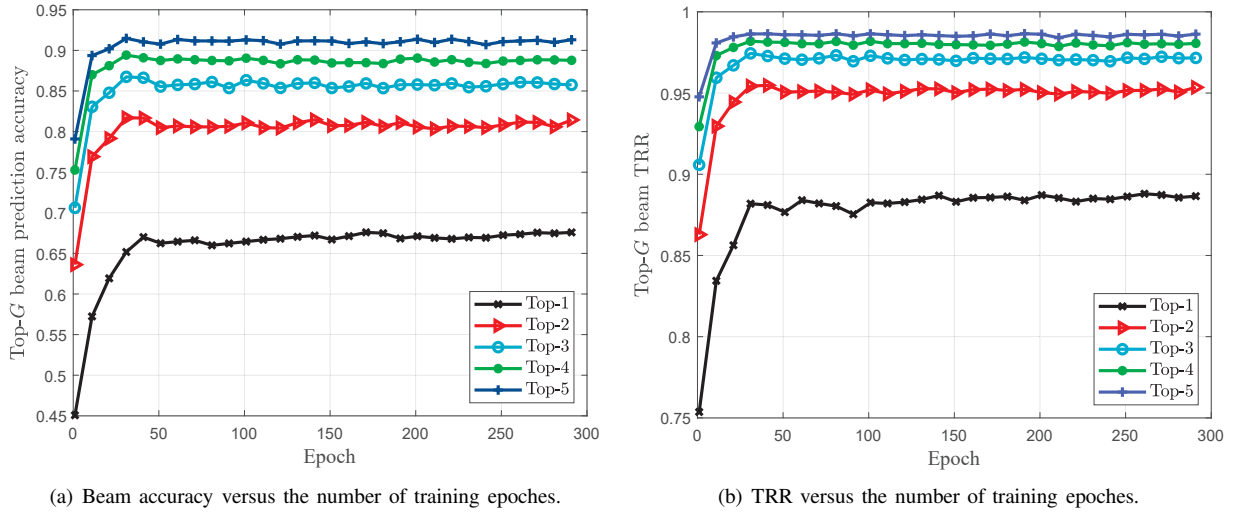 0.95
0.9
0.85
0.8
0.75
0.7
0.65
0.6
0.55
0.5
0.45
Top-G beam prediction accuracy
0 50 100 150 200 250 300
Epoch
Top-1
Top-2
Top-3
Top-4
Top-5
(a) Beam accuracy versus the number of training epoches.
1
0.95
0.9
0.85
0.8
0.75
Top-G beam TRR
0 50 100 150 200 250 300
Epoch
Top-1
Top-2
Top-3
Top-4
Top-5
(b) TRR versus the number of training epoches.